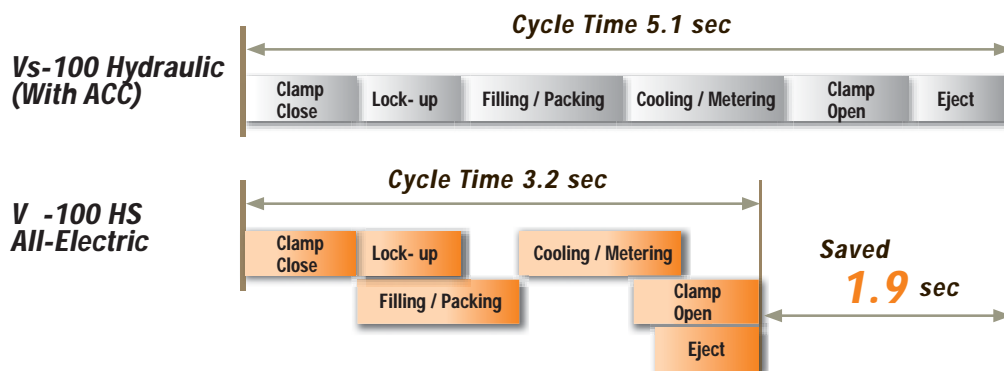 Cycle Time 5.1 sec
Vs-100 Hydraulic
(With ACC)
Clamp
Close
Lock- up
Filling / Packing
Cooling / Metering
Clamp
Open
Eject
Cycle Time 3.2 sec
V -100 HS
All-Electric
Clamp
Close
Lock- up
Cooling / Metering
Filling / Packing
Clamp
Open
Eject
Saved
1.9 sec